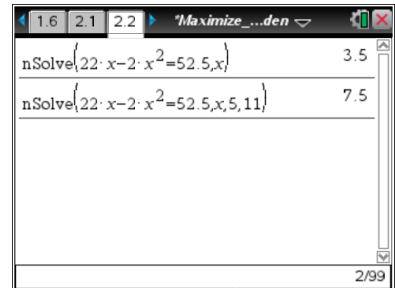 1.6 2.1 2.2 *Maximize_...den
nSolve(22·x−2·x²=52.5,x) 3.5
nSolve(22·x−2·x²=52.5,x,5,11) 7.5
2/99